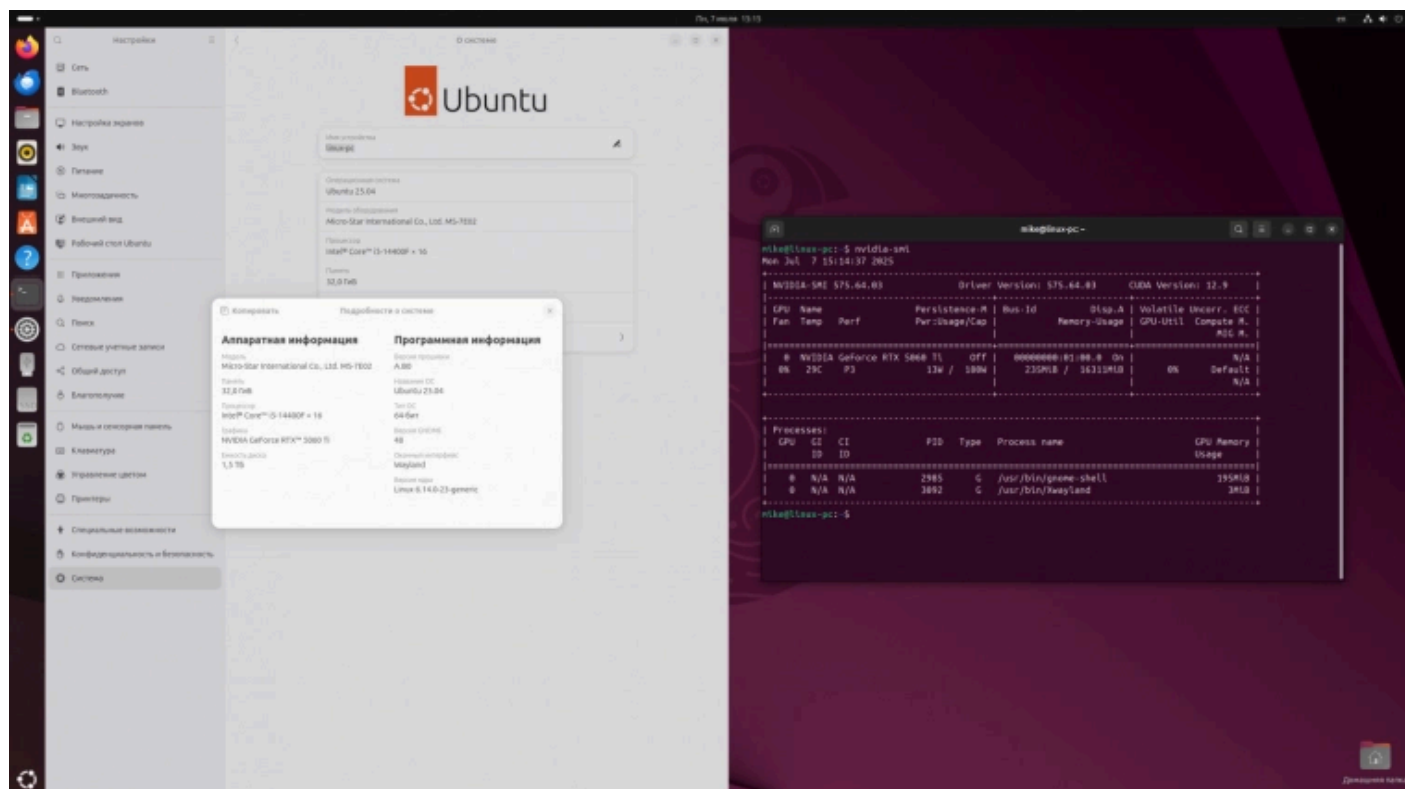 Пн, 7 июля 15:15
en
Настройки
Сеть
Bluetooth
Настройка экранов
Звук
Питание
Многозадачность
Внешний вид
Рабочий стол Ubuntu
Приложения
Уведомления
Поиск
Сетевые учетные записи
Общий доступ
Благополучие
Мышь и сенсорная панель
Клавиатура
Управление цветом
Принтеры
Специальные возможности
Конфиденциальность и безопасность
Система
О системе
Ubuntu
Имя устройства
linux-pc
Операционная система
Ubuntu 25.04
Модель оборудования
Micro-Star International Co., Ltd. MS-7E02
Процессор
Intel® Core™ i5-14400F × 16
Память
32,0 ГиБ
Копировать
Подробности о системе
Аппаратная информация
Модель
Micro-Star International Co., Ltd. MS-7E02
Память
32,0 ГиБ
Процессор
Intel® Core™ i5-14400F × 16
Графика
NVIDIA GeForce RTX™ 5060 Ti
Емкость диска
1,5 ТБ
Программная информация
Версия прошивки
A.B0
Название ОС
Ubuntu 25.04
Тип ОС
64-бит
Версия GNOME
48
Оконный интерфейс
Wayland
Версия ядра
Linux 6.14.0-23-generic
mike@linux-pc: ~
mike@linux-pc:~$ nvidia-smi
Mon Jul 7 15:14:37 2025
NVIDIA-SMI 575.64.03 Driver Version: 575.64.03 CUDA Version: 12.9
GPU Name Persistence-M | Bus-Id Disp.A | Volatile Uncorr. ECC
Fan Temp Perf Pwr:Usage/Cap | Memory-Usage | GPU-Util Compute M.
MIG M.
0 NVIDIA GeForce RTX 5060 Ti Off | 00000000:01:00.0 On | N/A
0% 29C P3 13W / 180W | 235MiB / 16311MiB | 0% Default
N/A
Processes:
GPU GI CI PID Type Process name GPU Memory
ID ID Usage
0 N/A N/A 2985 G /usr/bin/gnome-shell 195MiB
0 N/A N/A 3092 G /usr/bin/Xwayland 3MiB
mike@linux-pc:~$
Домашняя папка